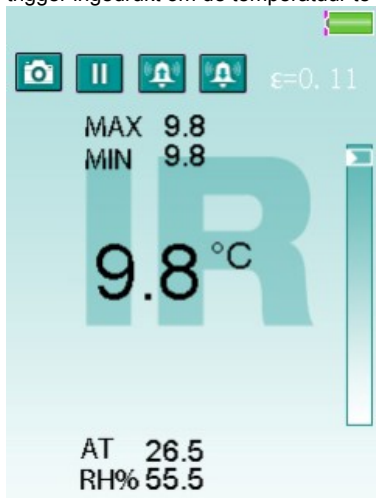 trigger ingedrukt om de temperatuur te
ε=0.11
MAX 9.8
MIN 9.8
IR
9.8 °C
AT 26.5
RH% 55.5